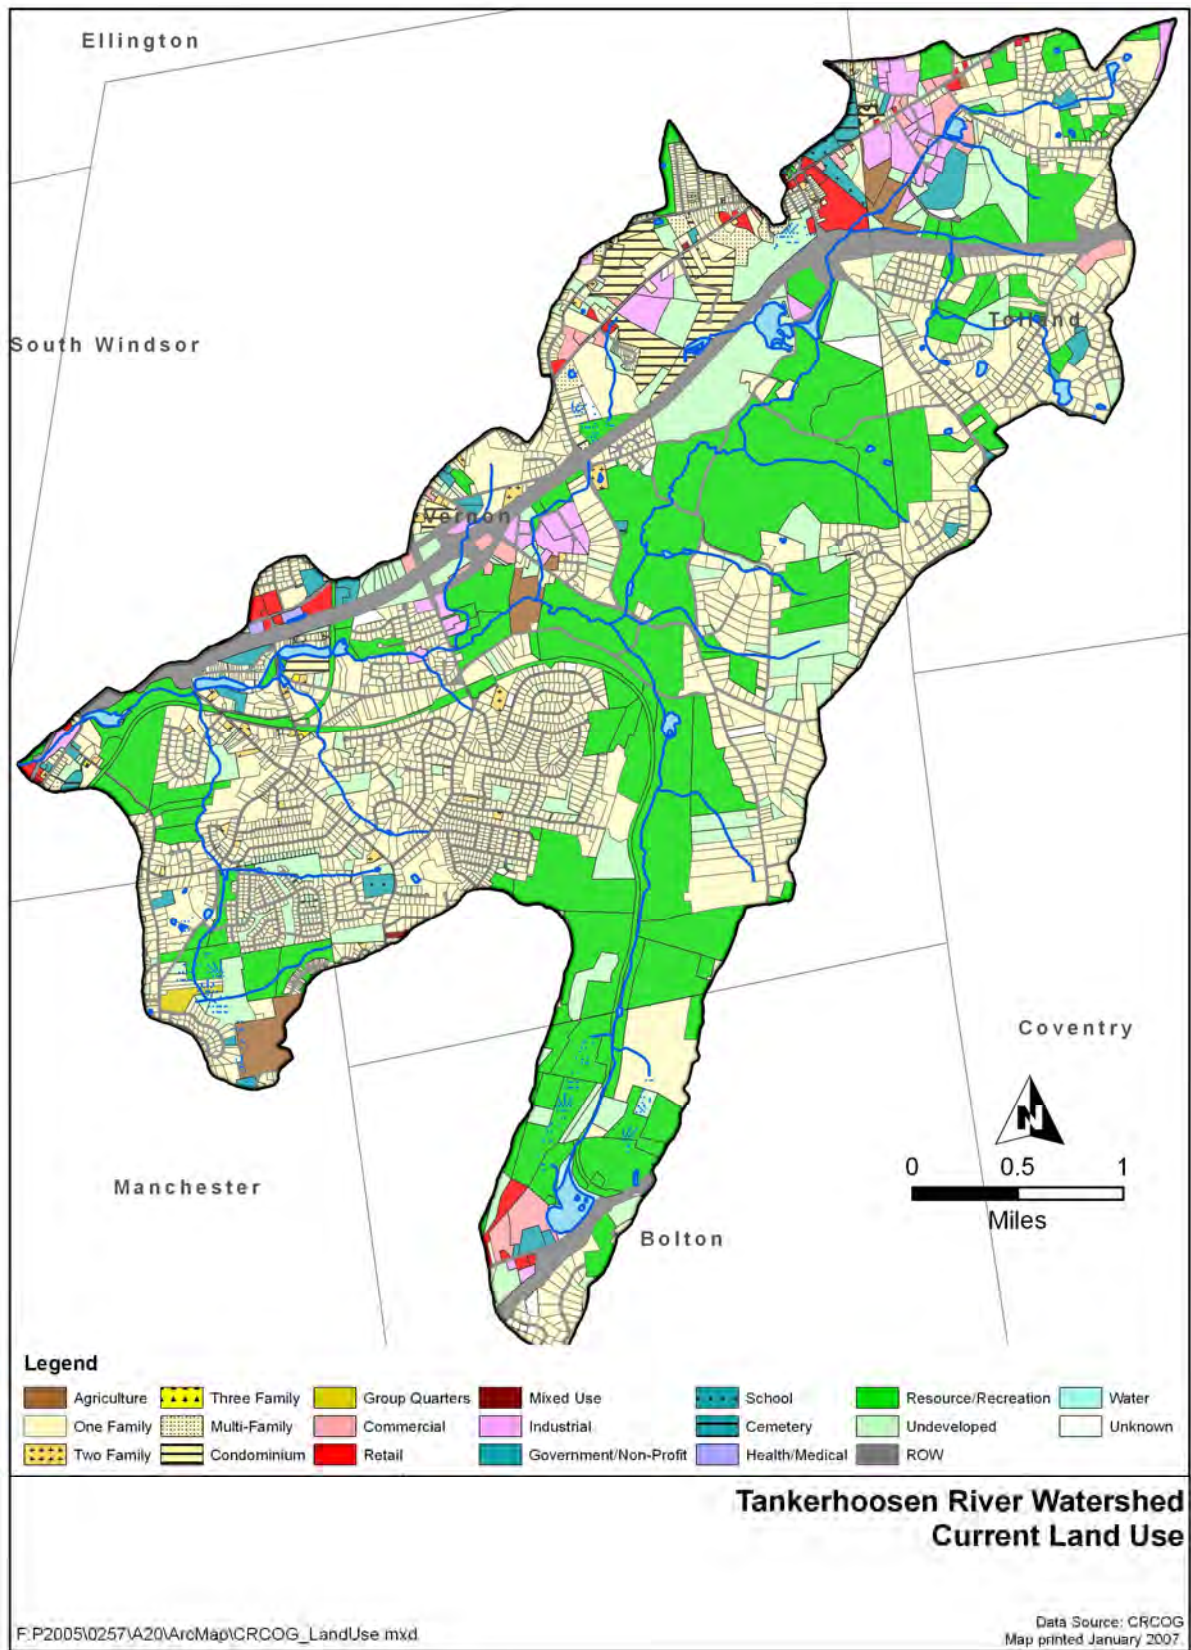 Ellington
South Windsor
Tolland
Vernon
Coventry
Manchester
Bolton
N
0 0.5 1
Miles
Legend
Agriculture Three Family Group Quarters Mixed Use School Resource/Recreation Water
One Family Multi-Family Commercial Industrial Cemetery Undeveloped Unknown
Two Family Condominium Retail Government/Non-Profit Health/Medical ROW
Tankerhoosen River Watershed
Current Land Use
F:P2005\0257\A20\ArcMap\CRCOG_LandUse.mxd
Data Source: CRCOG
Map printed January 2007